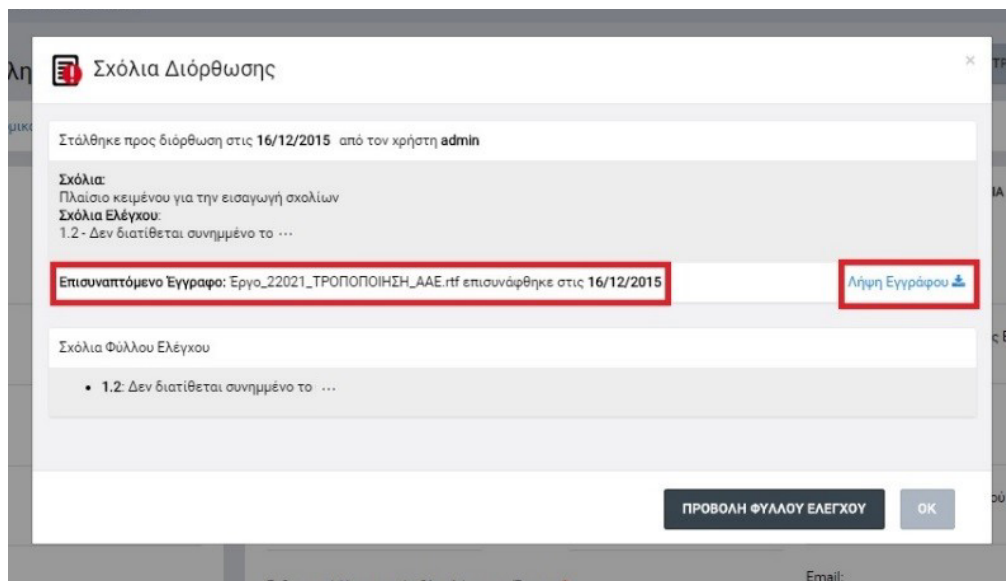 Σχόλια Διόρθωσης
×
Στάλθηκε προς διόρθωση στις 16/12/2015 από τον χρήστη admin
Σχόλια:
Πλαίσιο κειμένου για την εισαγωγή σχολίων
Σχόλια Ελέγχου:
1.2 - Δεν διατίθεται συνημμένο το ...
Επισυναπτόμενο Έγγραφο: Έργο_22021_ΤΡΟΠΟΠΟΙΗΣΗ_ΑΑΕ.rtf επισυνάφθηκε στις 16/12/2015 Λήψη Εγγράφου
Σχόλια Φύλλου Ελέγχου
• 1.2: Δεν διατίθεται συνημμένο το ...
ΠΡΟΒΟΛΗ ΦΥΛΛΟΥ ΕΛΕΓΧΟΥ OK
Email: